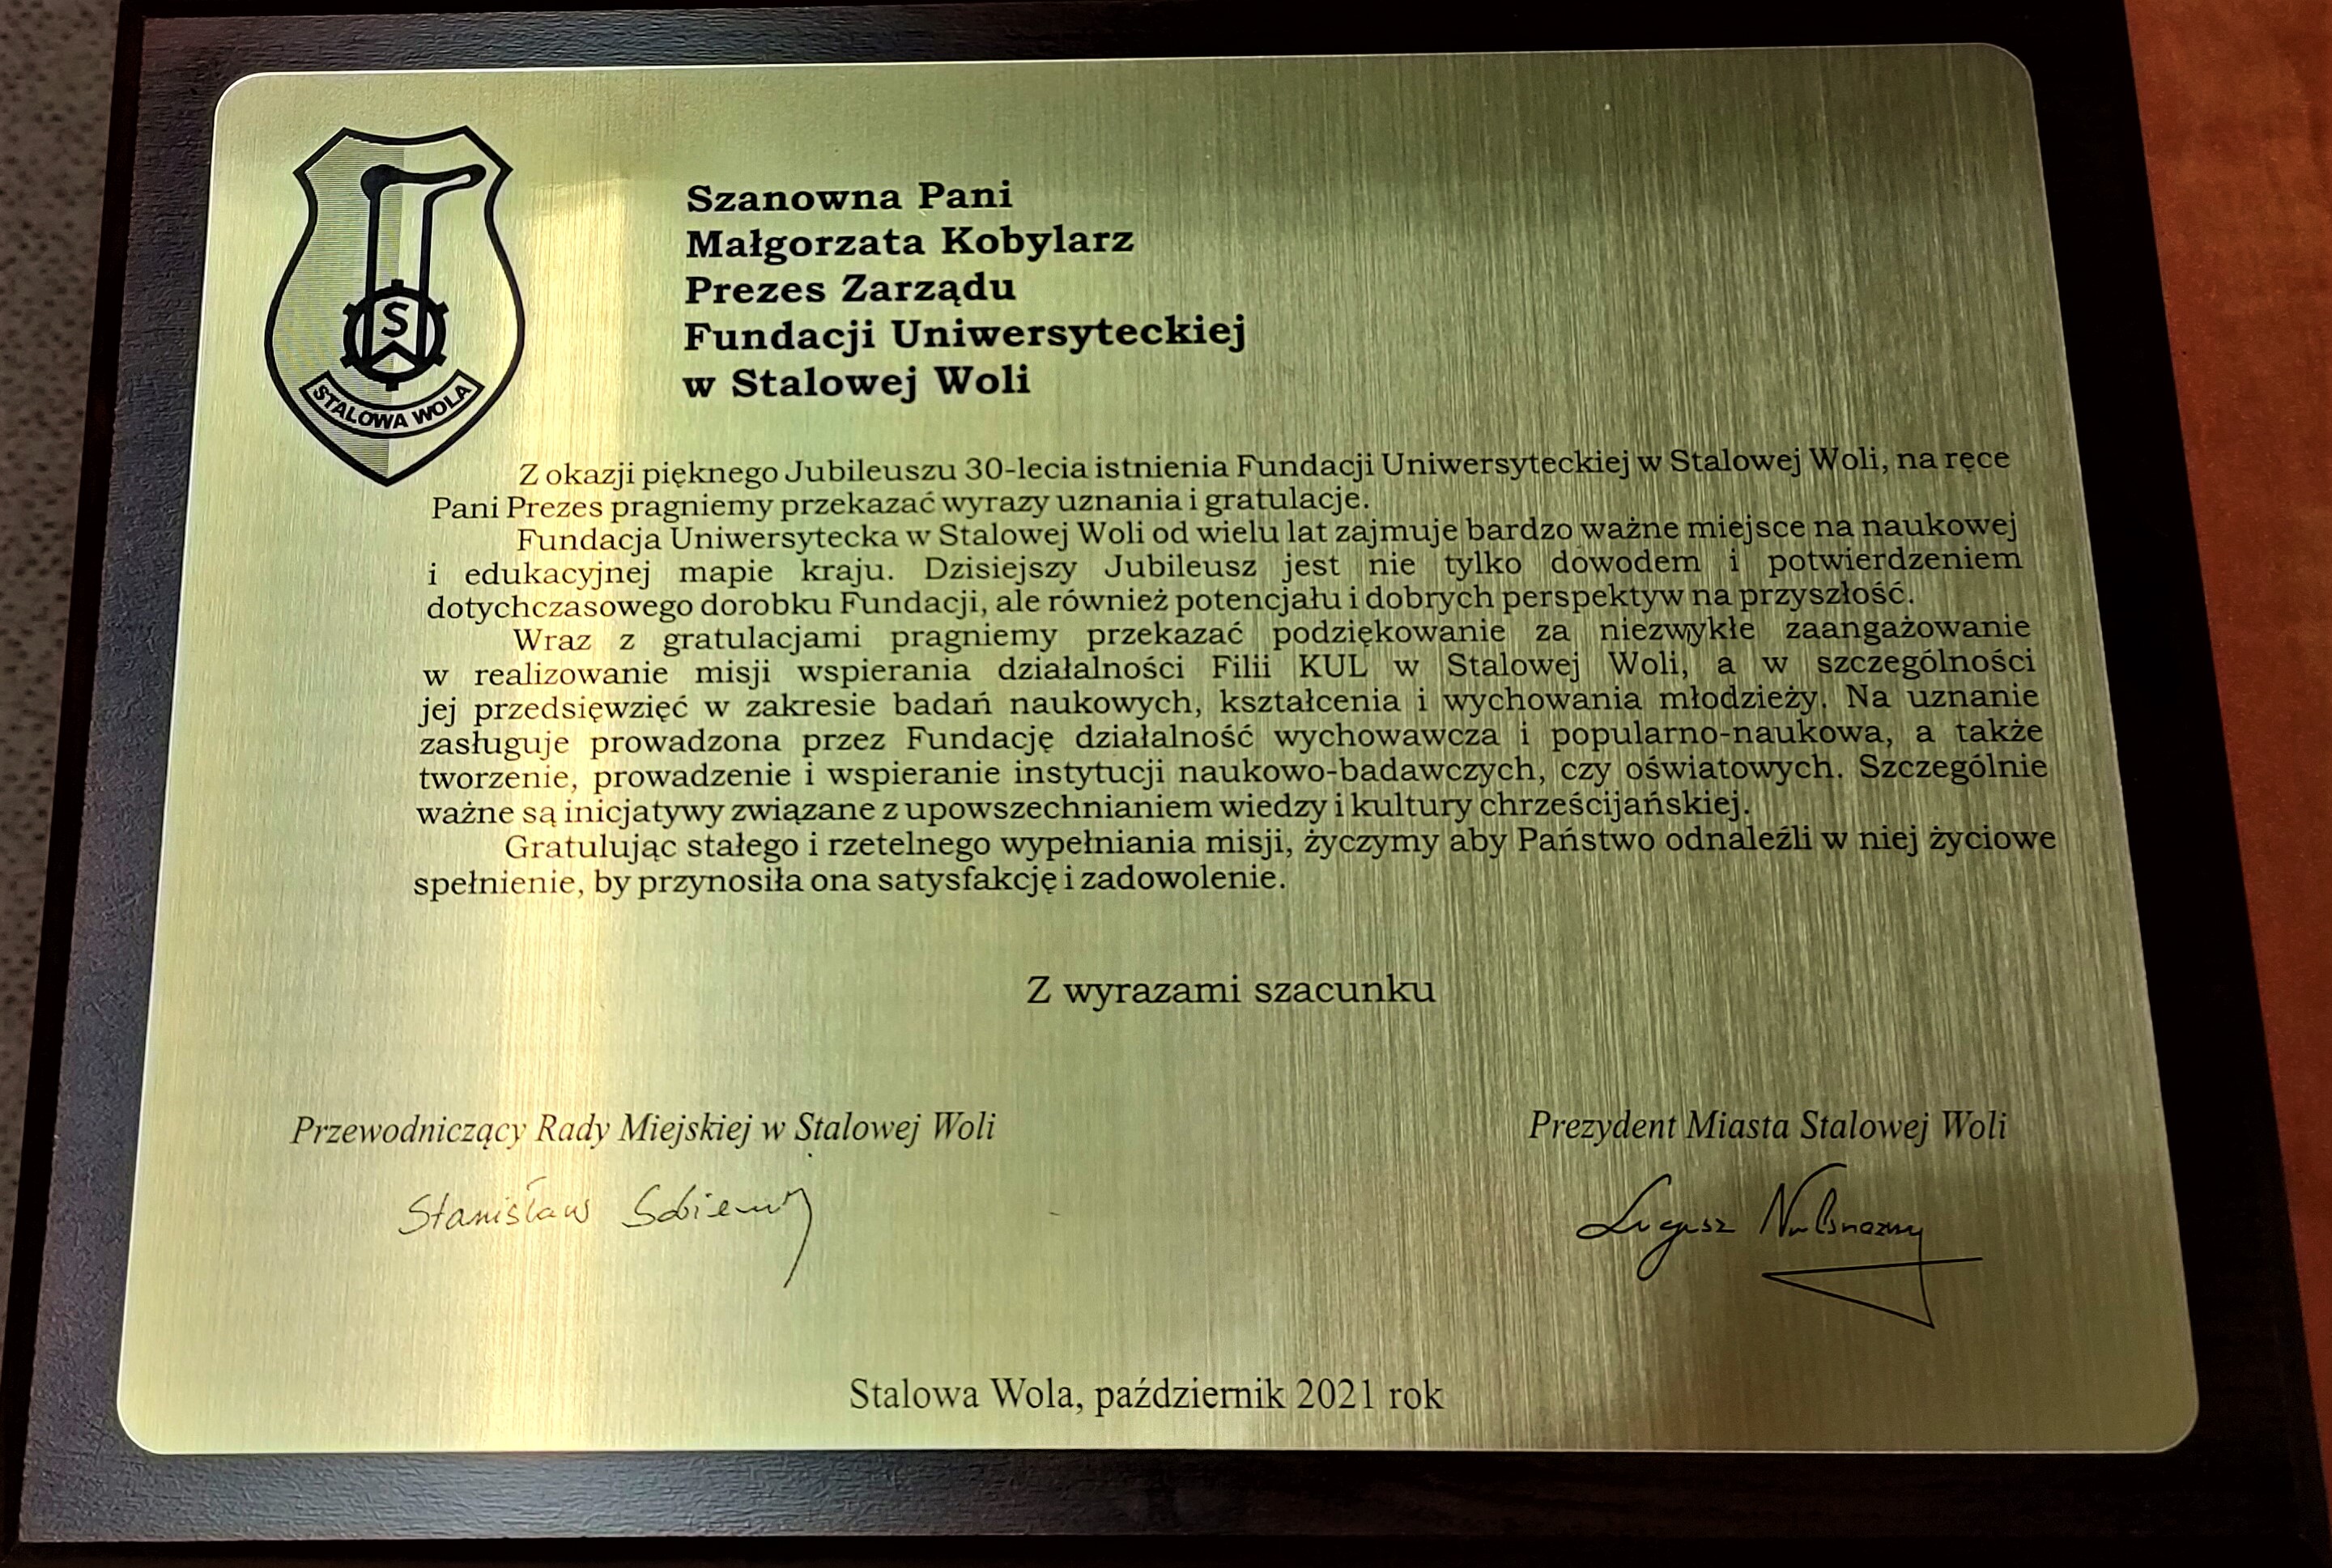 S
STALOWA WOLA
Szanowna Pani
Małgorzata Kobylarz
Prezes Zarządu
Fundacji Uniwersyteckiej
w Stalowej Woli
Z okazji pięknego Jubileuszu 30-lecia istnienia Fundacji Uniwersyteckiej w Stalowej Woli, na ręce
Pani Prezes pragniemy przekazać wyrazy uznania i gratulacje.
Fundacja Uniwersytecka w Stalowej Woli od wielu lat zajmuje bardzo ważne miejsce na naukowej
i edukacyjnej mapie kraju. Dzisiejszy Jubileusz jest nie tylko dowodem i potwierdzeniem
dotychczasowego dorobku Fundacji, ale również potencjału i dobrych perspektyw na przyszłość.
Wraz z gratulacjami pragniemy przekazać podziękowanie za niezwykłe zaangażowanie
w realizowanie misji wspierania działalności Filii KUL w Stalowej Woli, a w szczególności
jej przedsięwzięć w zakresie badań naukowych, kształcenia i wychowania młodzieży. Na uznanie
zasługuje prowadzona przez Fundację działalność wychowawcza i popularno-naukowa, a także
tworzenie, prowadzenie i wspieranie instytucji naukowo-badawczych, czy oświatowych. Szczególnie
ważne są inicjatywy związane z upowszechnianiem wiedzy i kultury chrześcijańskiej.
Gratulując stałego i rzetelnego wypełniania misji, życzymy aby Państwo odnaleźli w niej życiowe
spełnienie, by przynosiła ona satysfakcję i zadowolenie.
Z wyrazami szacunku
Przewodniczący Rady Miejskiej w Stalowej Woli
Prezydent Miasta Stalowej Woli
Stanisław
Stalowa Wola, październik 2021 rok